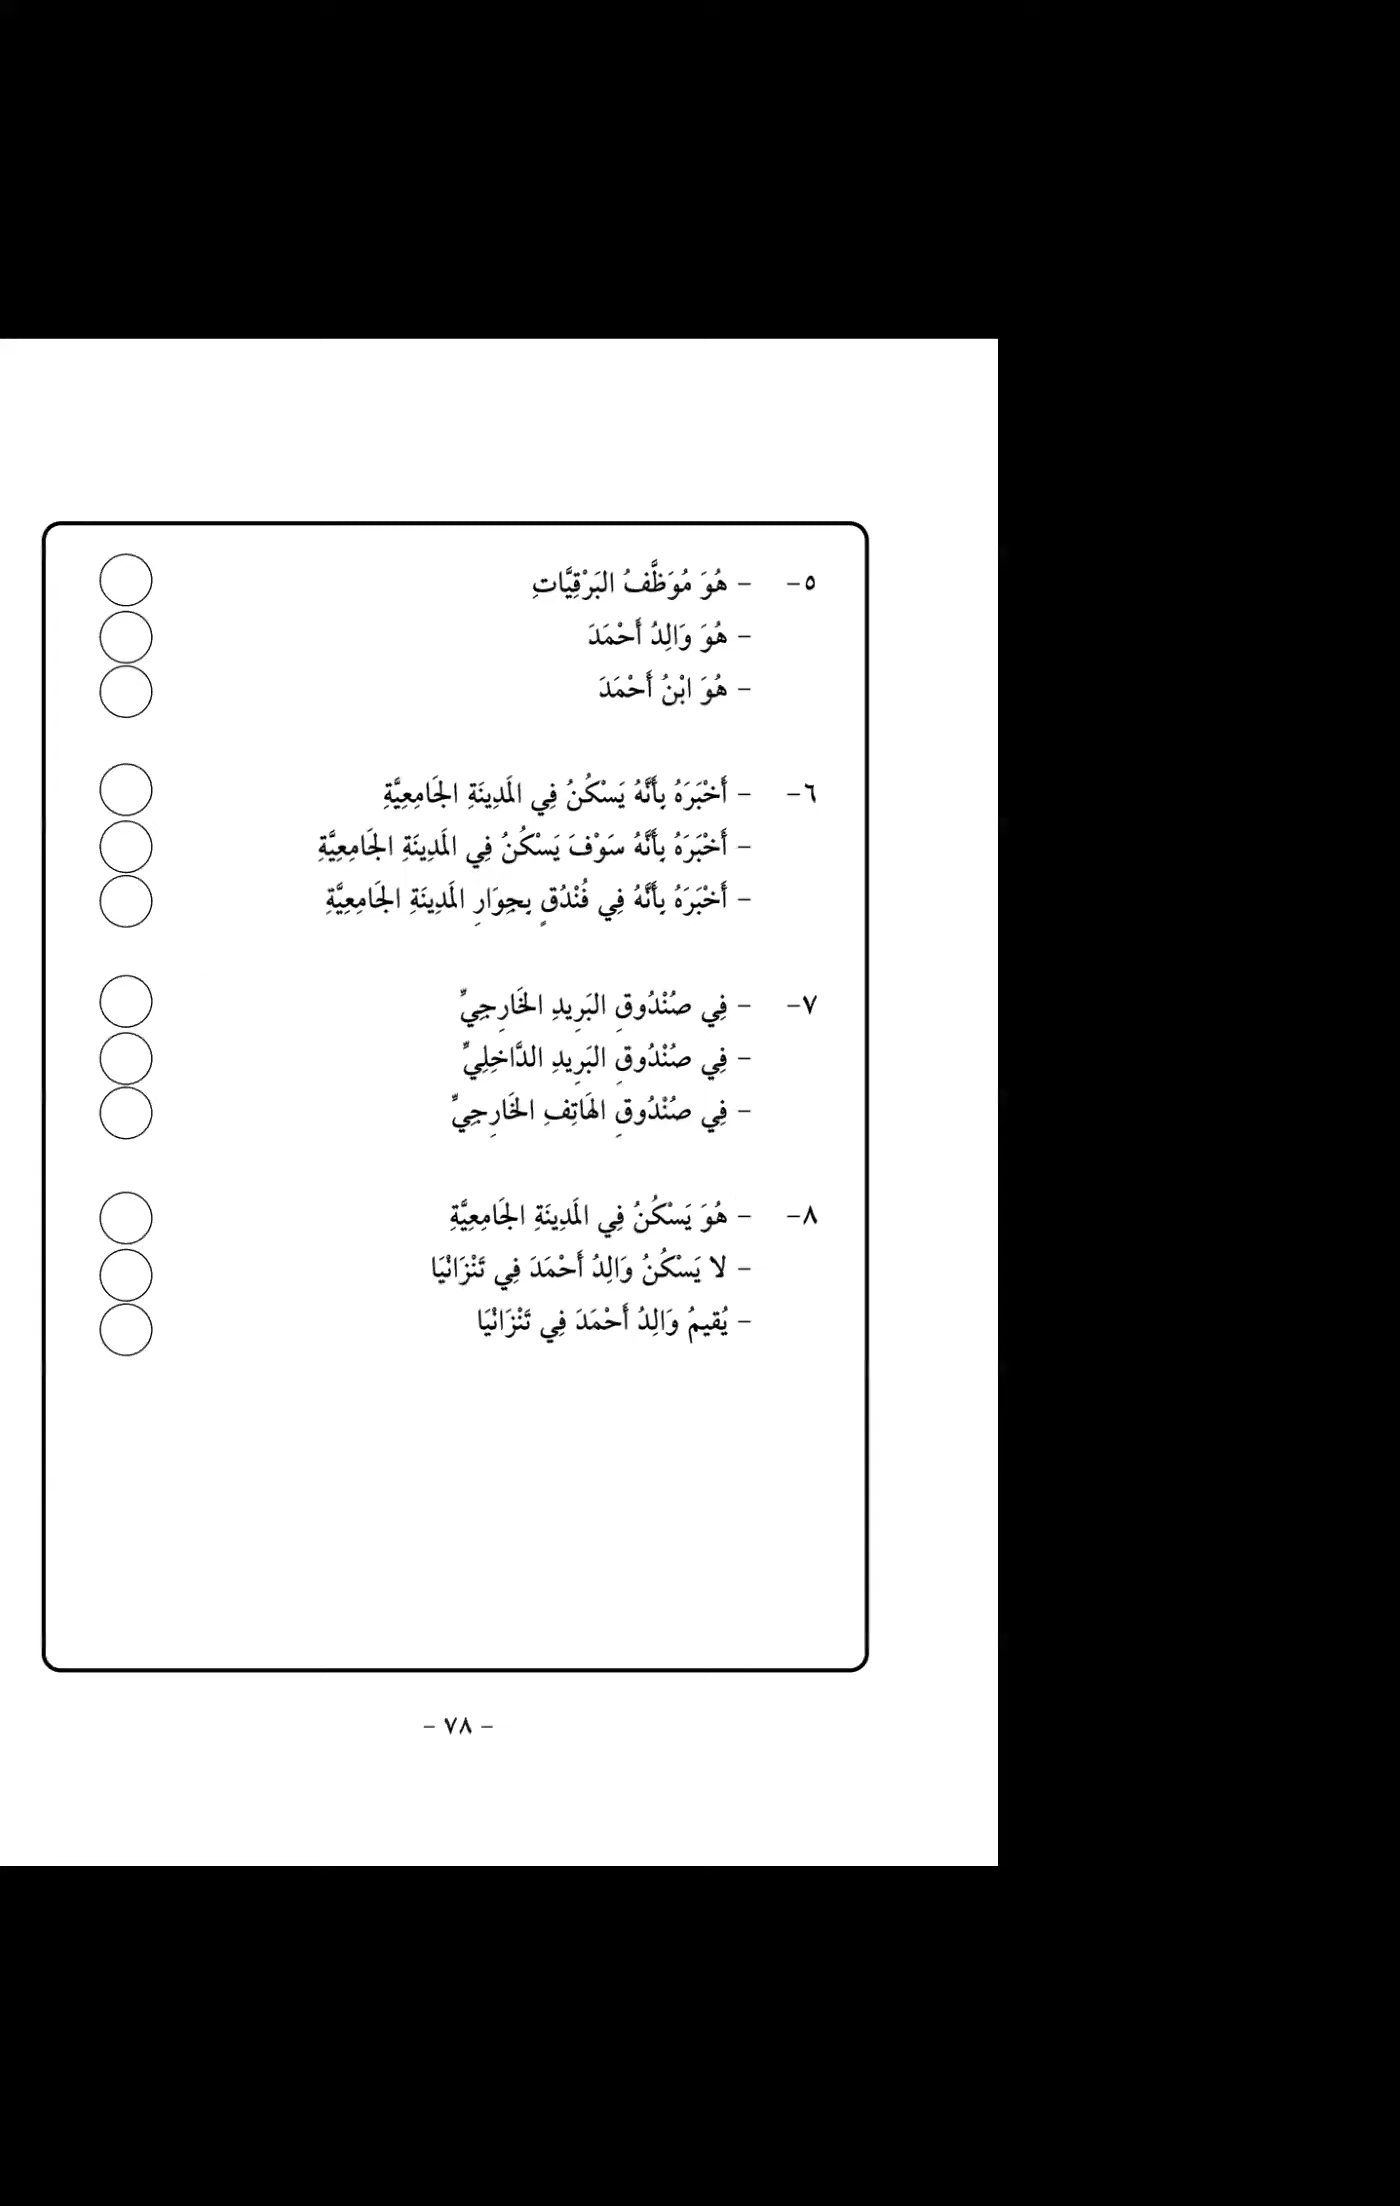 ٥- - هُوَ مُوَظَّفُ البَرْقِيَّاتِ
- هُوَ وَالِدُ أَحْمَدَ
- هُوَ ابْنُ أَحْمَدَ
٦- - أَخْبَرَهُ بِأَنَّهُ يَسْكُنُ فِي المَدِينَةِ الجَامِعِيَّةِ
- أَخْبَرَهُ بِأَنَّهُ سَوْفَ يَسْكُنُ فِي المَدِينَةِ الجَامِعِيَّةِ
- أَخْبَرَهُ بِأَنَّهُ فِي فُنْدُقٍ بِجِوَارِ المَدِينَةِ الجَامِعِيَّةِ
٧- - فِي صُنْدُوقِ البَرِيدِ الخَارِجِيِّ
- فِي صُنْدُوقِ البَرِيدِ الدَّاخِلِيِّ
- فِي صُنْدُوقِ الهَاتِفِ الخَارِجِيِّ
٨- - هُوَ يَسْكُنُ فِي المَدِينَةِ الجَامِعِيَّةِ
- لا يَسْكُنُ وَالِدُ أَحْمَدَ فِي تَنْزَانْيَا
- يُقيمُ وَالِدُ أَحْمَدَ فِي تَنْزَانْيَا
- ٧٨ -